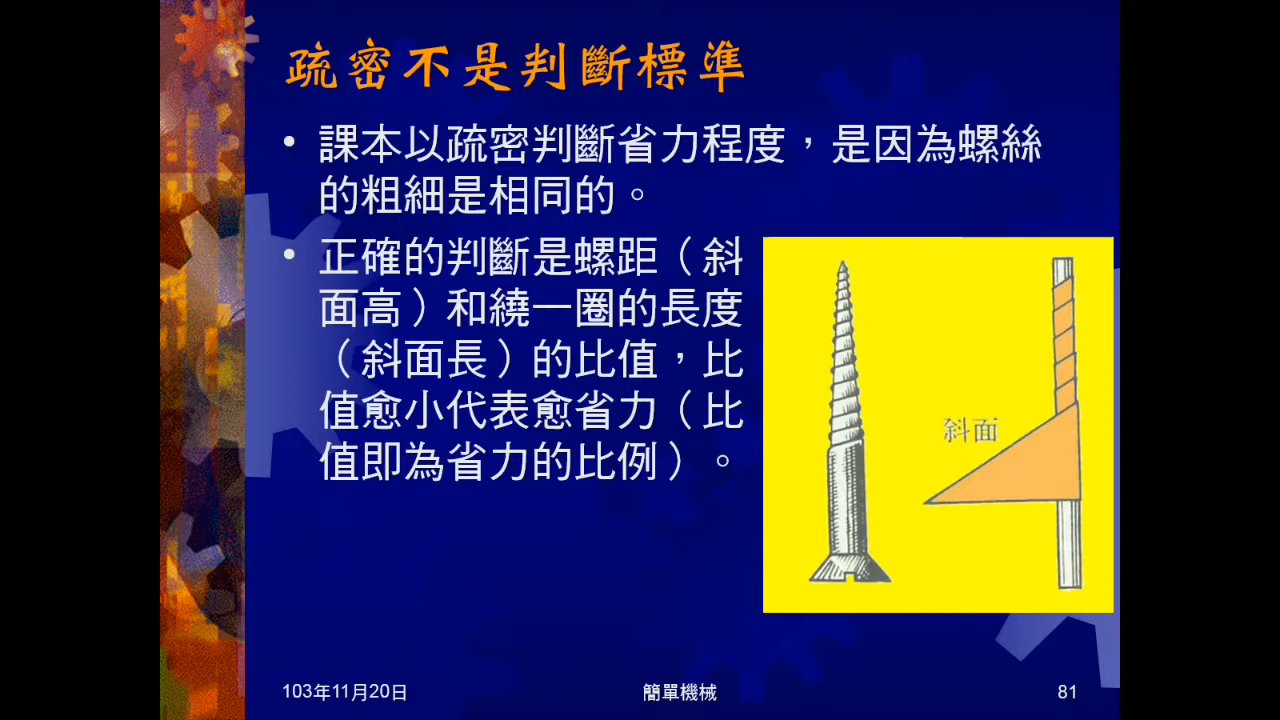 疏密不是判斷標準
• 課本以疏密判斷省力程度，是因為螺絲
的粗細是相同的。
• 正確的判斷是螺距（斜
面高）和繞一圈的長度
（斜面長）的比值，比
值愈小代表愈省力（比
值即為省力的比例）。
斜面
103年11月20日
簡單機械
81